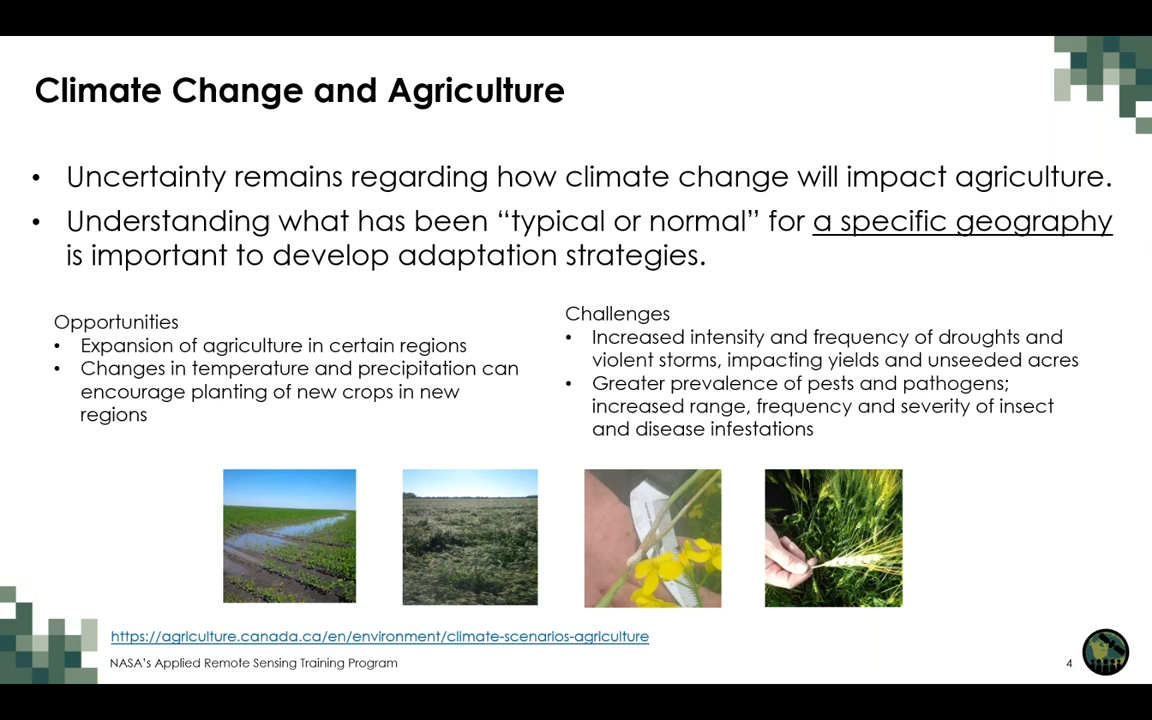 Climate Change and Agriculture
• Uncertainty remains regarding how climate change will impact agriculture.
• Understanding what has been “typical or normal” for a specific geography
is important to develop adaptation strategies.
Opportunities
• Expansion of agriculture in certain regions
• Changes in temperature and precipitation can
encourage planting of new crops in new
regions
Challenges
• Increased intensity and frequency of droughts and
violent storms, impacting yields and unseeded acres
• Greater prevalence of pests and pathogens;
increased range, frequency and severity of insect
and disease infestations
https://agriculture.canada.ca/en/environment/climate-scenarios-agriculture
NASA’s Applied Remote Sensing Training Program
4